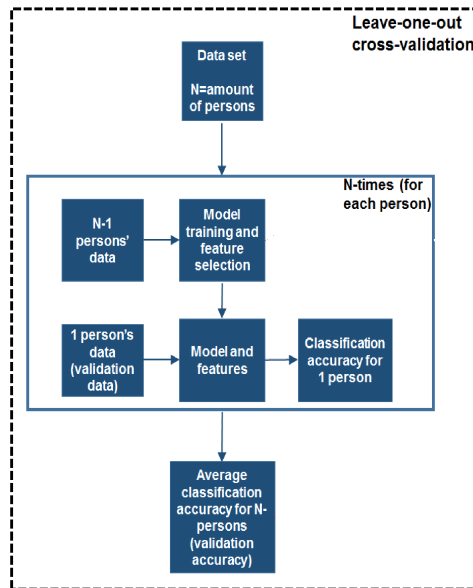 Leave-one-out
cross-validation
Data set
N=amount
of persons
N-times (for
each person)
N-1
persons'
data
Model
training and
feature
selection
1 person's
data
(validation
data)
Model and
features
Classification
accuracy for
1 person
Average
classification
accuracy for N-
persons
(validation
accuracy)